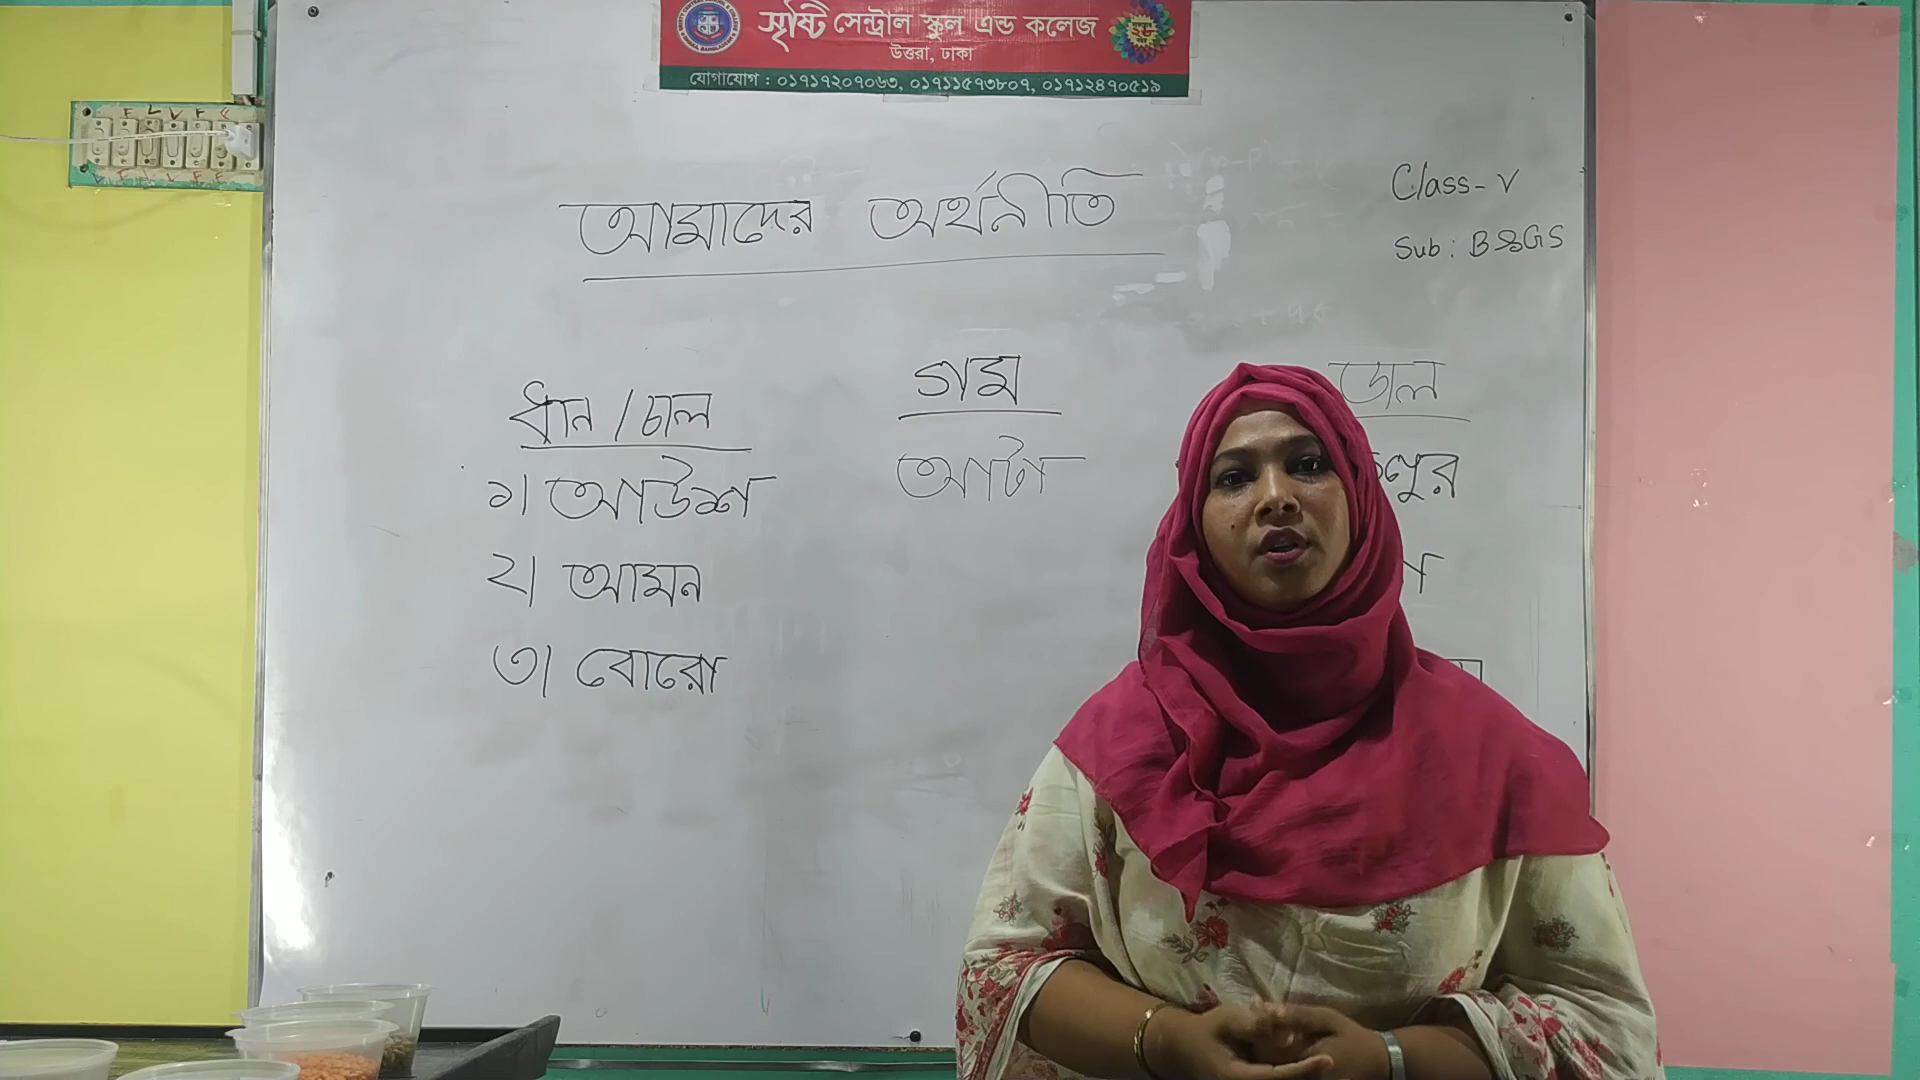 সৃষ্টি সেন্ট্রাল স্কুল এন্ড কলেজ
উত্তরা, ঢাকা
যোগাযোগ : ০১৭১৭২০৭০৬৩, ০১৭১১৫৭৩৮০৭, ০১৭১২৪৭০৫১৯
আমাদের অর্থনীতি
Class- V
Sub : B&GS
ধান / চাল
১। আউশ
২। আমন
৩। বোরো
গম
আটা
ডাল